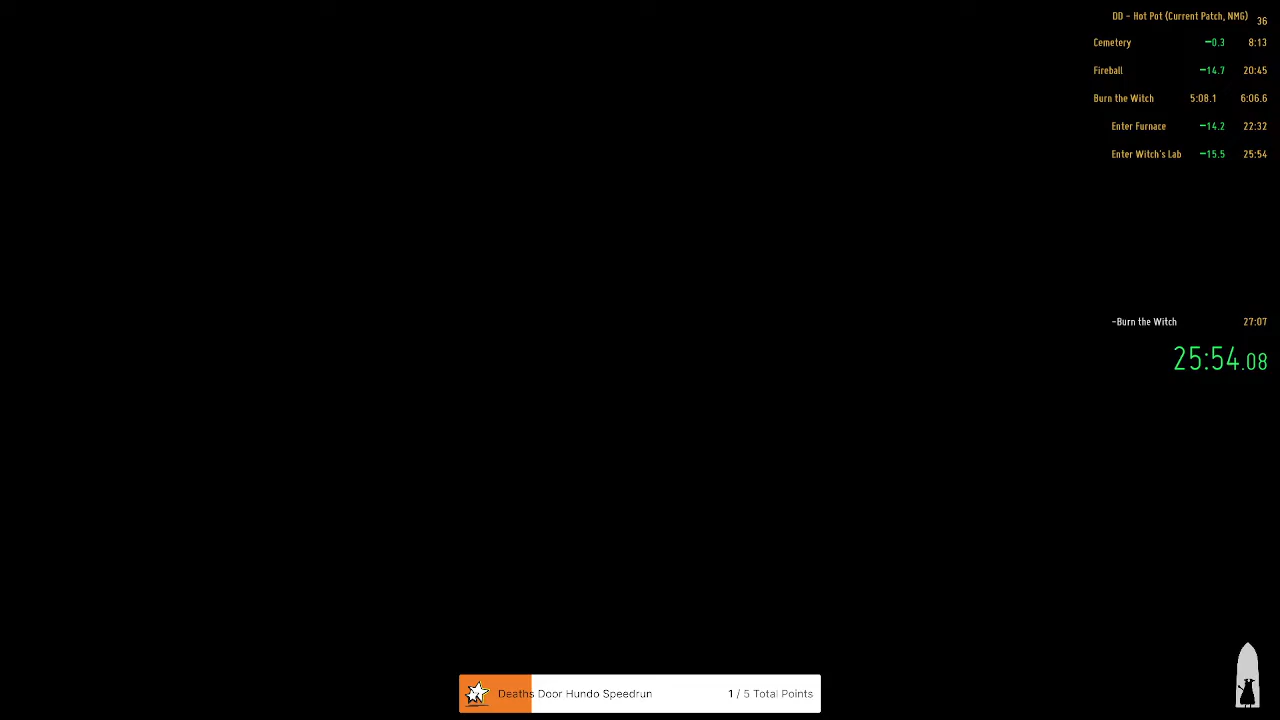 DD - Hot Pot (Current Patch, NMG) 36
Cemetery -0.3 8:13
Fireball -14.7 20:45
Burn the Witch 5:08.1 6:06.6
Enter Furnace -14.2 22:32
Enter Witch's Lab -15.5 25:54
-Burn the Witch 27:07
25:54.08
Deaths Door Hundo Speedrun 1 / 5 Total Points